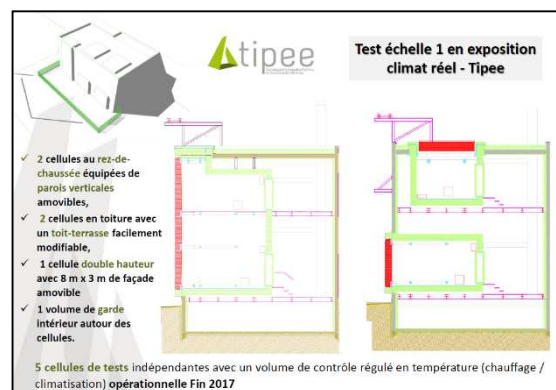 tipee
Test échelle 1 en exposition
climat réel - Tipee
✓ 2 cellules au rez-de-
chaussée équipées de
parois verticales
amovibles,
✓ 2 cellules en toiture avec
un toit-terrasse facilement
modifiable,
✓ 1 cellule double hauteur
avec 8 m x 3 m de façade
amovible
✓ 1 volume de garde
intérieur autour des
cellules.
5 cellules de tests indépendantes avec un volume de contrôle régulé en température (chauffage /
climatisation) opérationnelle Fin 2017